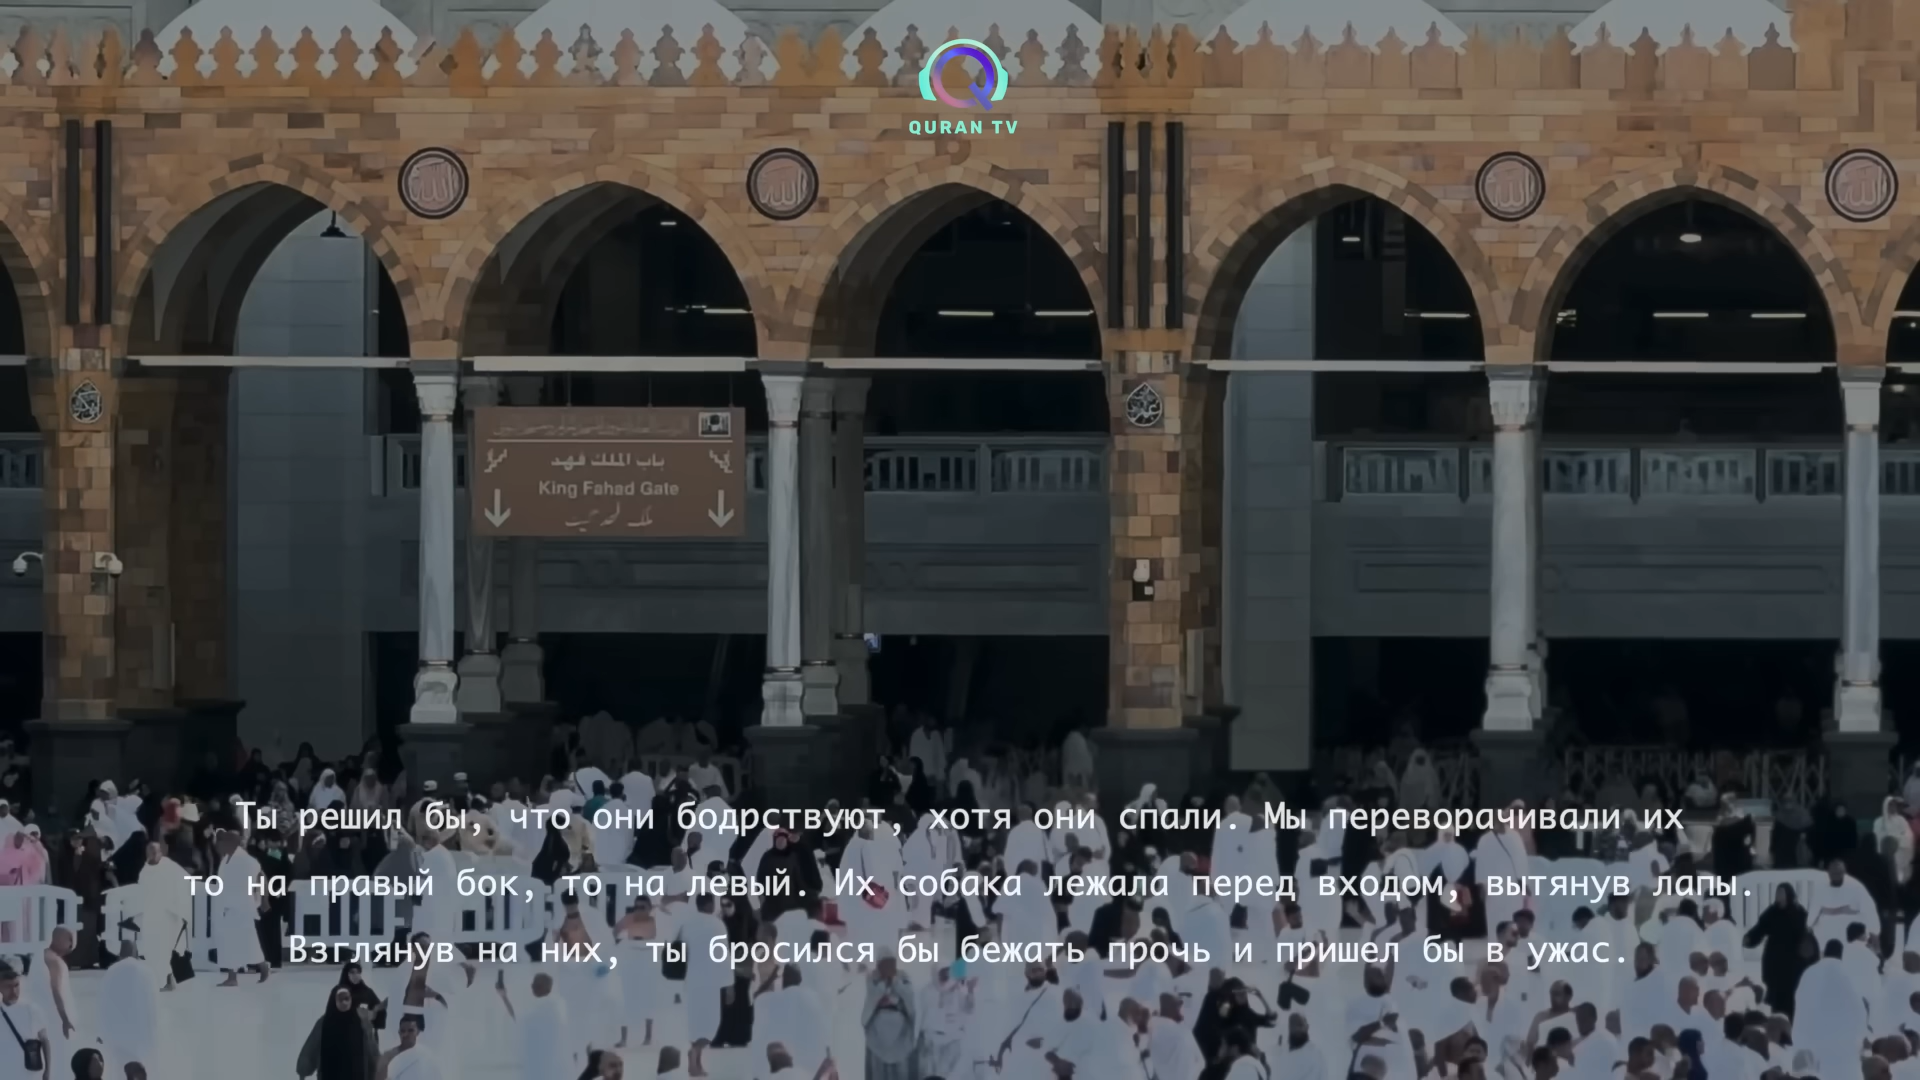 QURAN TV
باب الملك فهد
King Fahad Gate
Ты решил бы, что они бодрствуют, хотя они спали. Мы переворачивали их
то на правый бок, то на левый. Их собака лежала перед входом, вытянув лапы.
Взглянув на них, ты бросился бы бежать прочь и пришел бы в ужас.